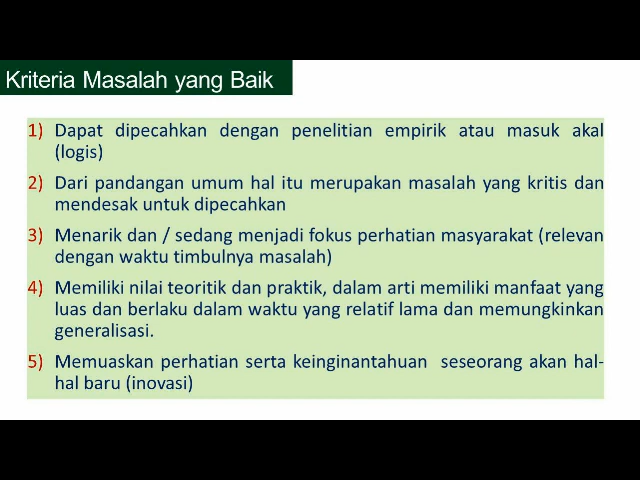 Kriteria Masalah yang Baik
1) Dapat dipecahkan dengan penelitian empirik atau masuk akal
(logis)
2) Dari pandangan umum hal itu merupakan masalah yang kritis dan
mendesak untuk dipecahkan
3) Menarik dan / sedang menjadi fokus perhatian masyarakat (relevan
dengan waktu timbulnya masalah)
4) Memiliki nilai teoritik dan praktik, dalam arti memiliki manfaat yang
luas dan berlaku dalam waktu yang relatif lama dan memungkinkan
generalisasi.
5) Memuaskan perhatian serta keinginantahuan seseorang akan hal-
hal baru (inovasi)